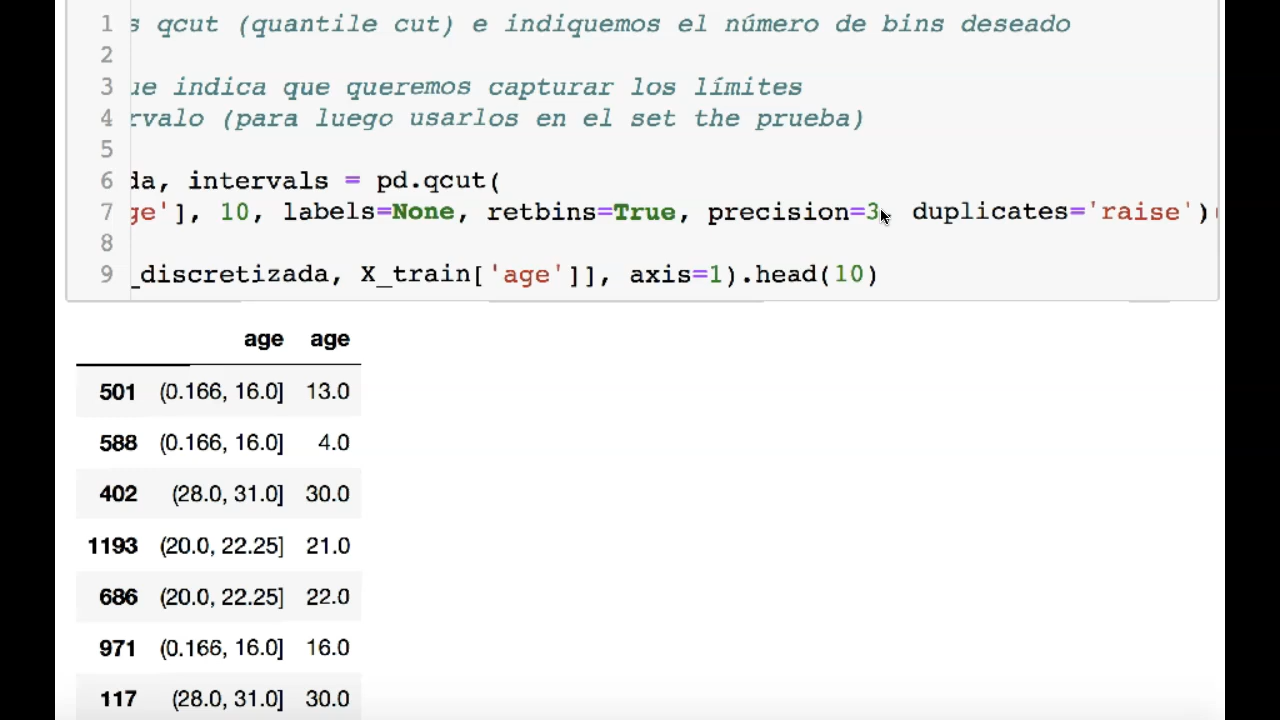 1 s qcut (quantile cut) e indiquemos el número de bins deseado
2
3 ue indica que queremos capturar los límites
4 rvalo (para luego usarlos en el set the prueba)
5
6 da, intervals = pd.qcut(
7 ge'], 10, labels=None, retbins=True, precision=3, duplicates='raise')
8
9 _discretizada, X_train['age']], axis=1).head(10)
age age
501 (0.166, 16.0] 13.0
588 (0.166, 16.0] 4.0
402 (28.0, 31.0] 30.0
1193 (20.0, 22.25] 21.0
686 (20.0, 22.25] 22.0
971 (0.166, 16.0] 16.0
117 (28.0, 31.0] 30.0